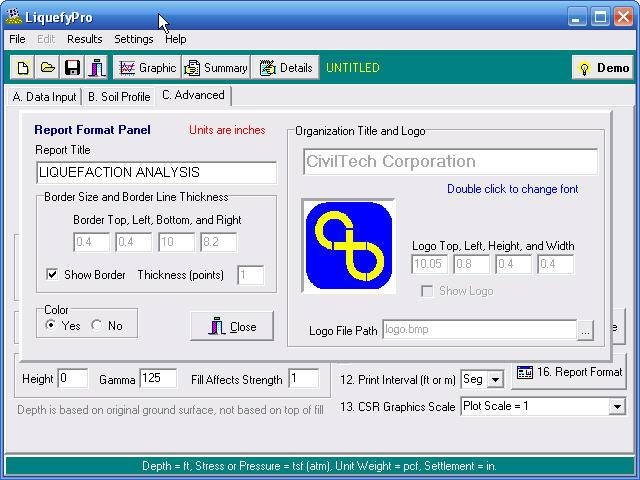 LiquefyPro
File Edit Results Settings Help
Graphic Summary Details UNTITLED Demo
A. Data Input B. Soil Profile C. Advanced
Report Format Panel Units are inches
Report Title
LIQUEFACTION ANALYSIS
Border Size and Border Line Thickness
Border Top, Left, Bottom, and Right
0.4 0.4 10 8.2
Show Border Thickness (points) 1
Color
Yes No
Close
Organization Title and Logo
CivilTech Corporation
Double click to change font
Logo Top, Left, Height, and Width
10.05 0.8 0.4 0.4
Show Logo
Logo File Path logo.bmp ...
Height 0 Gamma 125 Fill Affects Strength 1
Depth is based on original ground surface, not based on top of fill
12. Print Interval (ft or m) Seg 16. Report Format
13. CSR Graphics Scale Plot Scale = 1
Depth = ft, Stress or Pressure = tsf (atm), Unit Weight = pcf, Settlement = in.